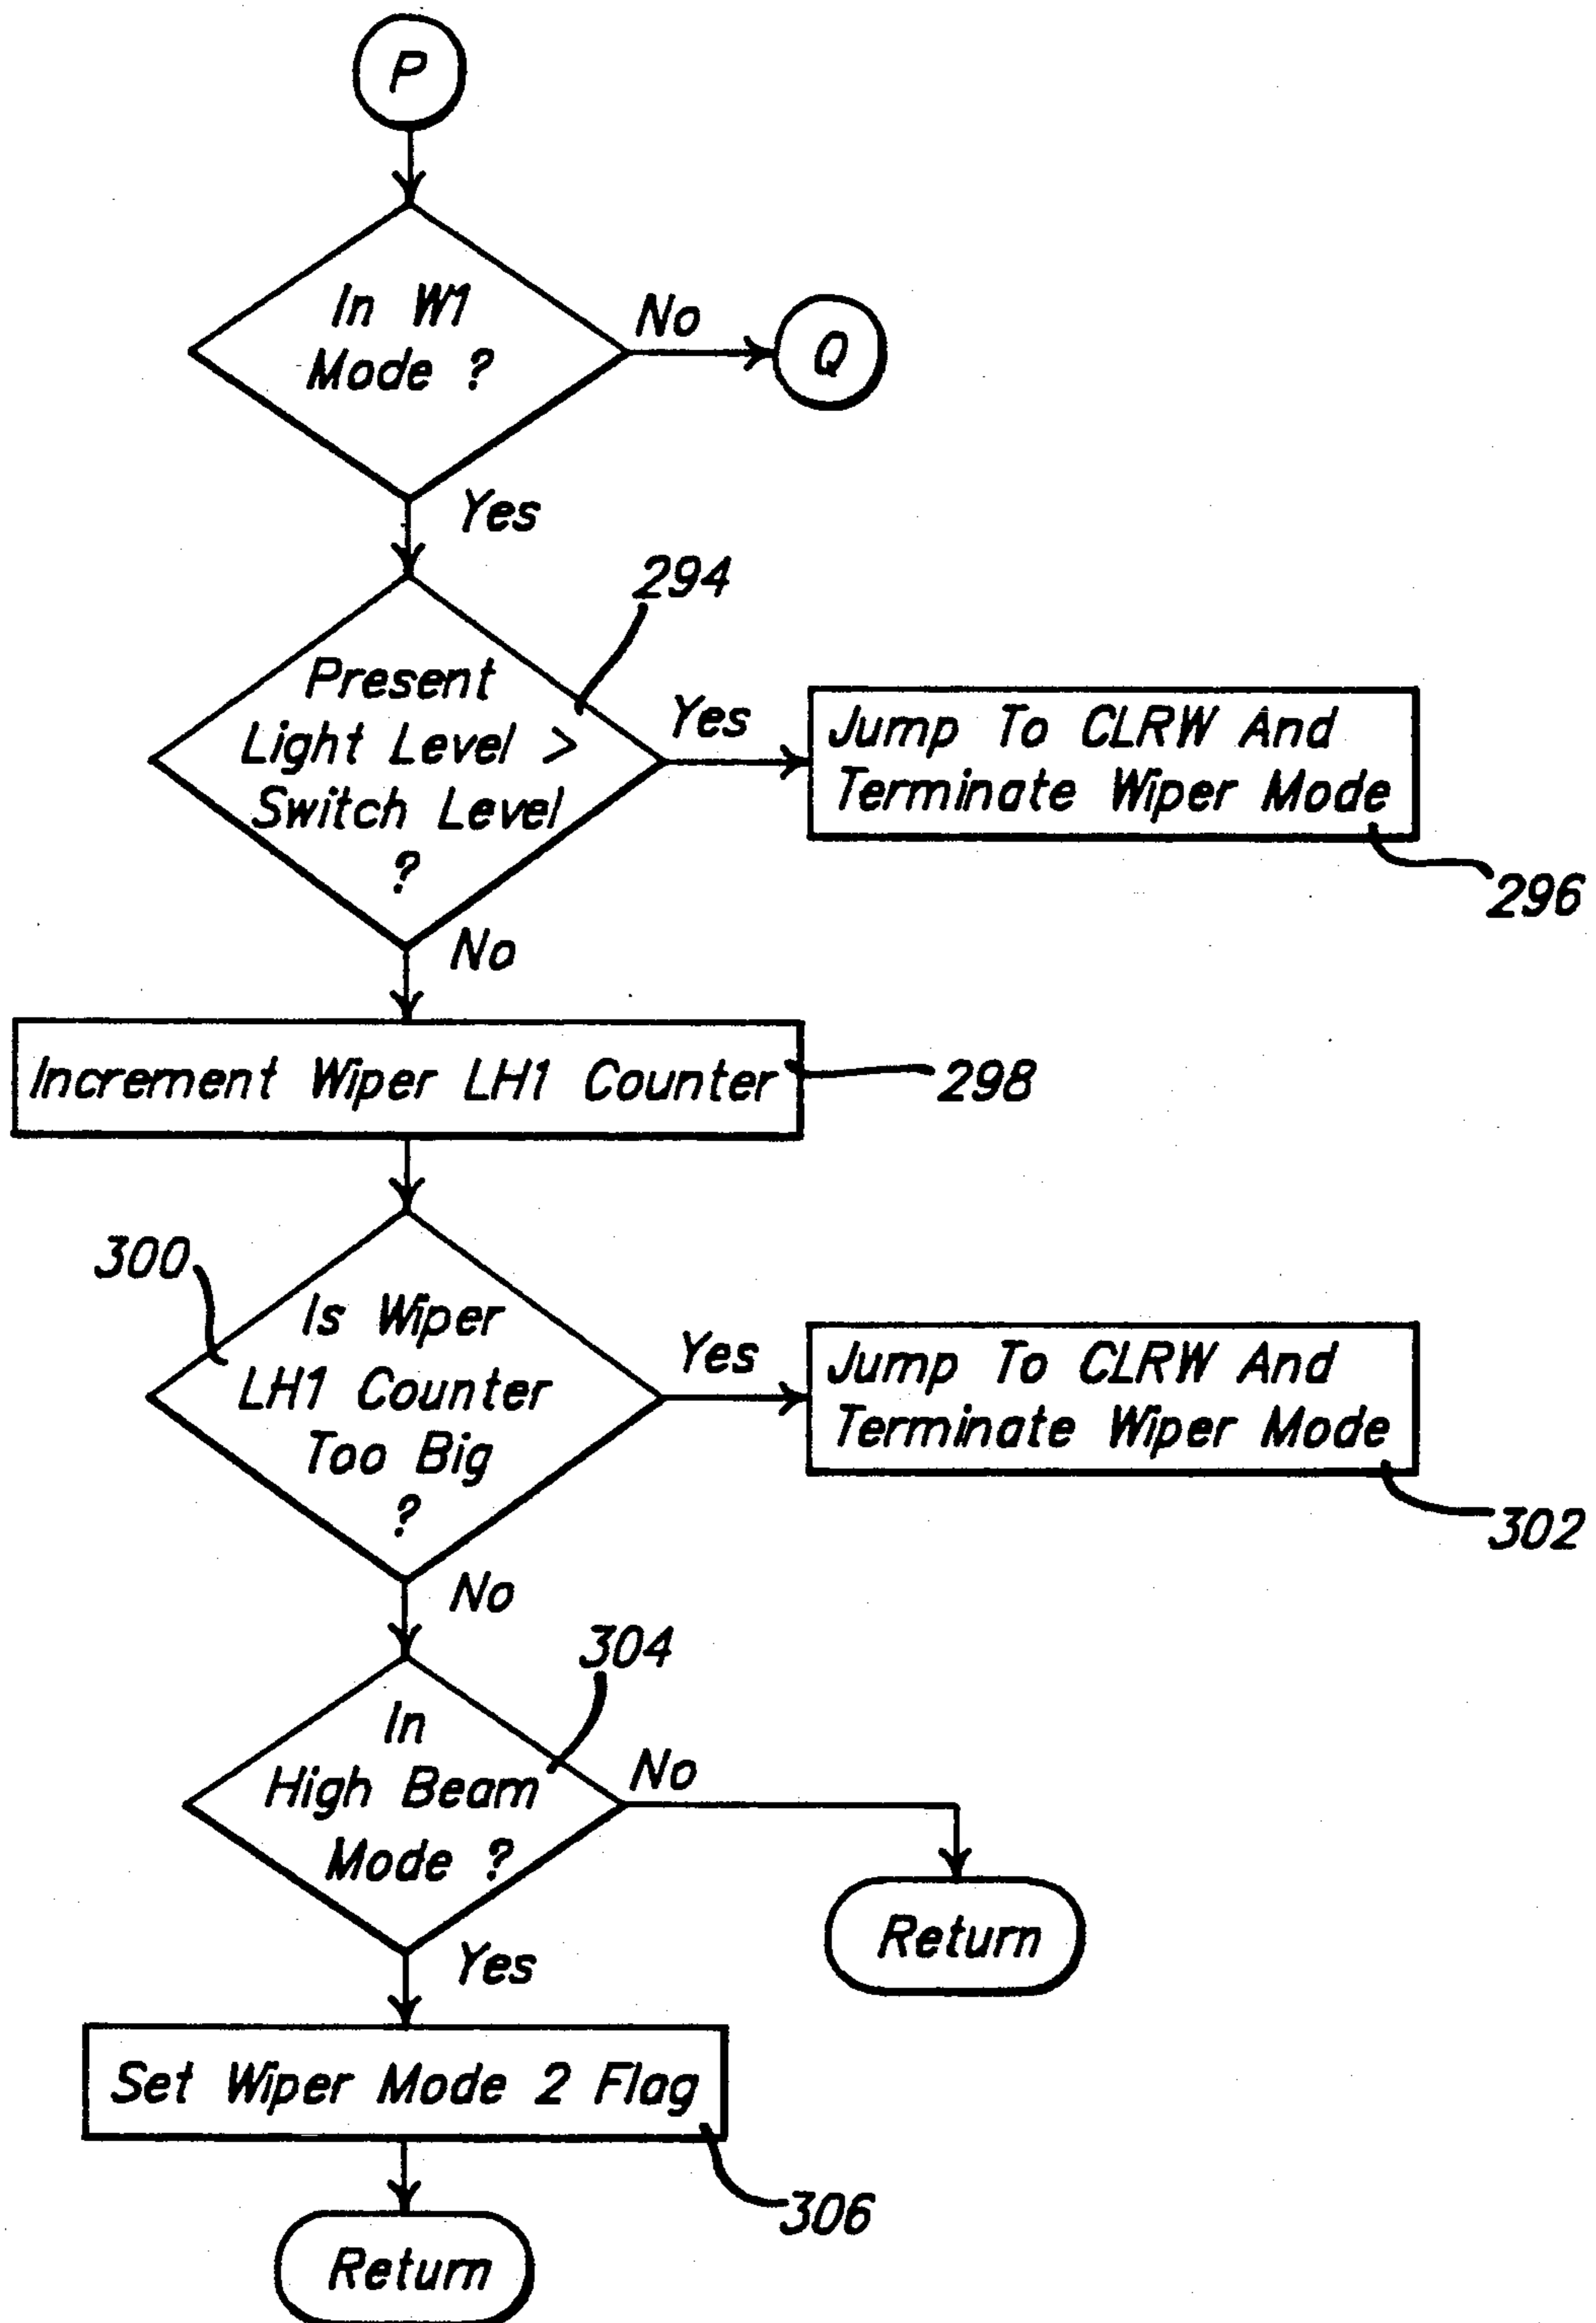 P
In W1
Mode ?
No
Q
Yes
294
Present
Light Level >
Switch Level
?
Yes
Jump To CLRW And
Terminate Wiper Mode
296
No
Increment Wiper LH1 Counter
298
300
Is Wiper
LH1 Counter
Too Big
?
Yes
Jump To CLRW And
Terminate Wiper Mode
302
No
304
In
High Beam
Mode ?
No
Return
Yes
Set Wiper Mode 2 Flag
306
Return